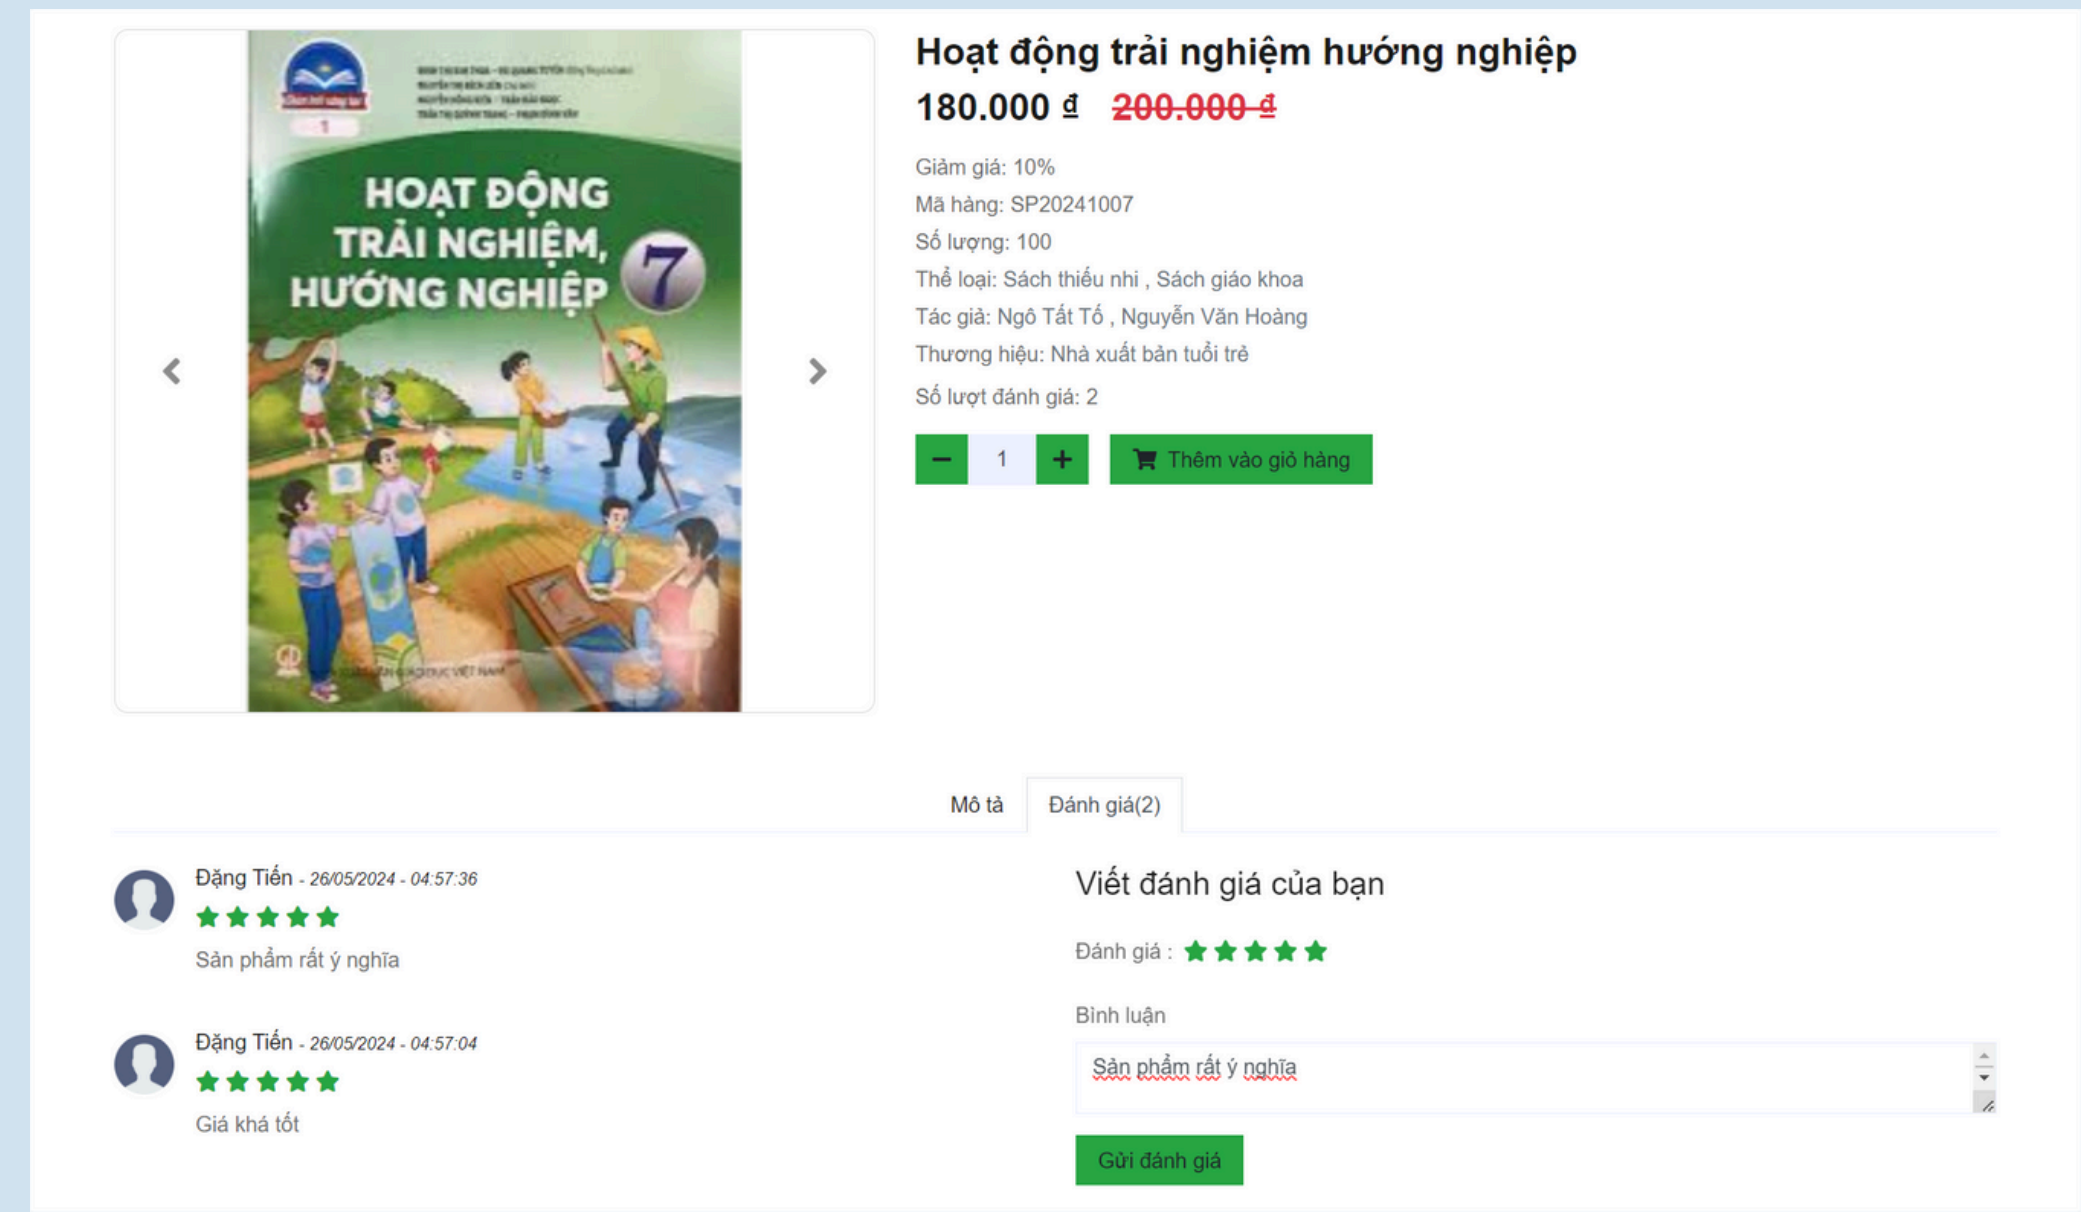 Hoạt động trải nghiệm hướng nghiệp
180.000 ₫ 200.000 ₫
Giảm giá: 10%
Mã hàng: SP20241007
Số lượng: 100
Thể loại: Sách thiếu nhi , Sách giáo khoa
Tác giả: Ngô Tất Tố , Nguyễn Văn Hoàng
Thương hiệu: Nhà xuất bản tuổi trẻ
Số lượt đánh giá: 2
1
Thêm vào giỏ hàng
1
HOẠT ĐỘNG
TRẢI NGHIỆM,
HƯỚNG NGHIỆP
7
Mô tả
Đánh giá(2)
Đặng Tiến - 26/05/2024 - 04:57:36
Sản phẩm rất ý nghĩa
Đặng Tiến - 26/05/2024 - 04:57:04
Giá khá tốt
Viết đánh giá của bạn
Đánh giá :
Bình luận
Sản phẩm rất ý nghĩa
Gửi đánh giá